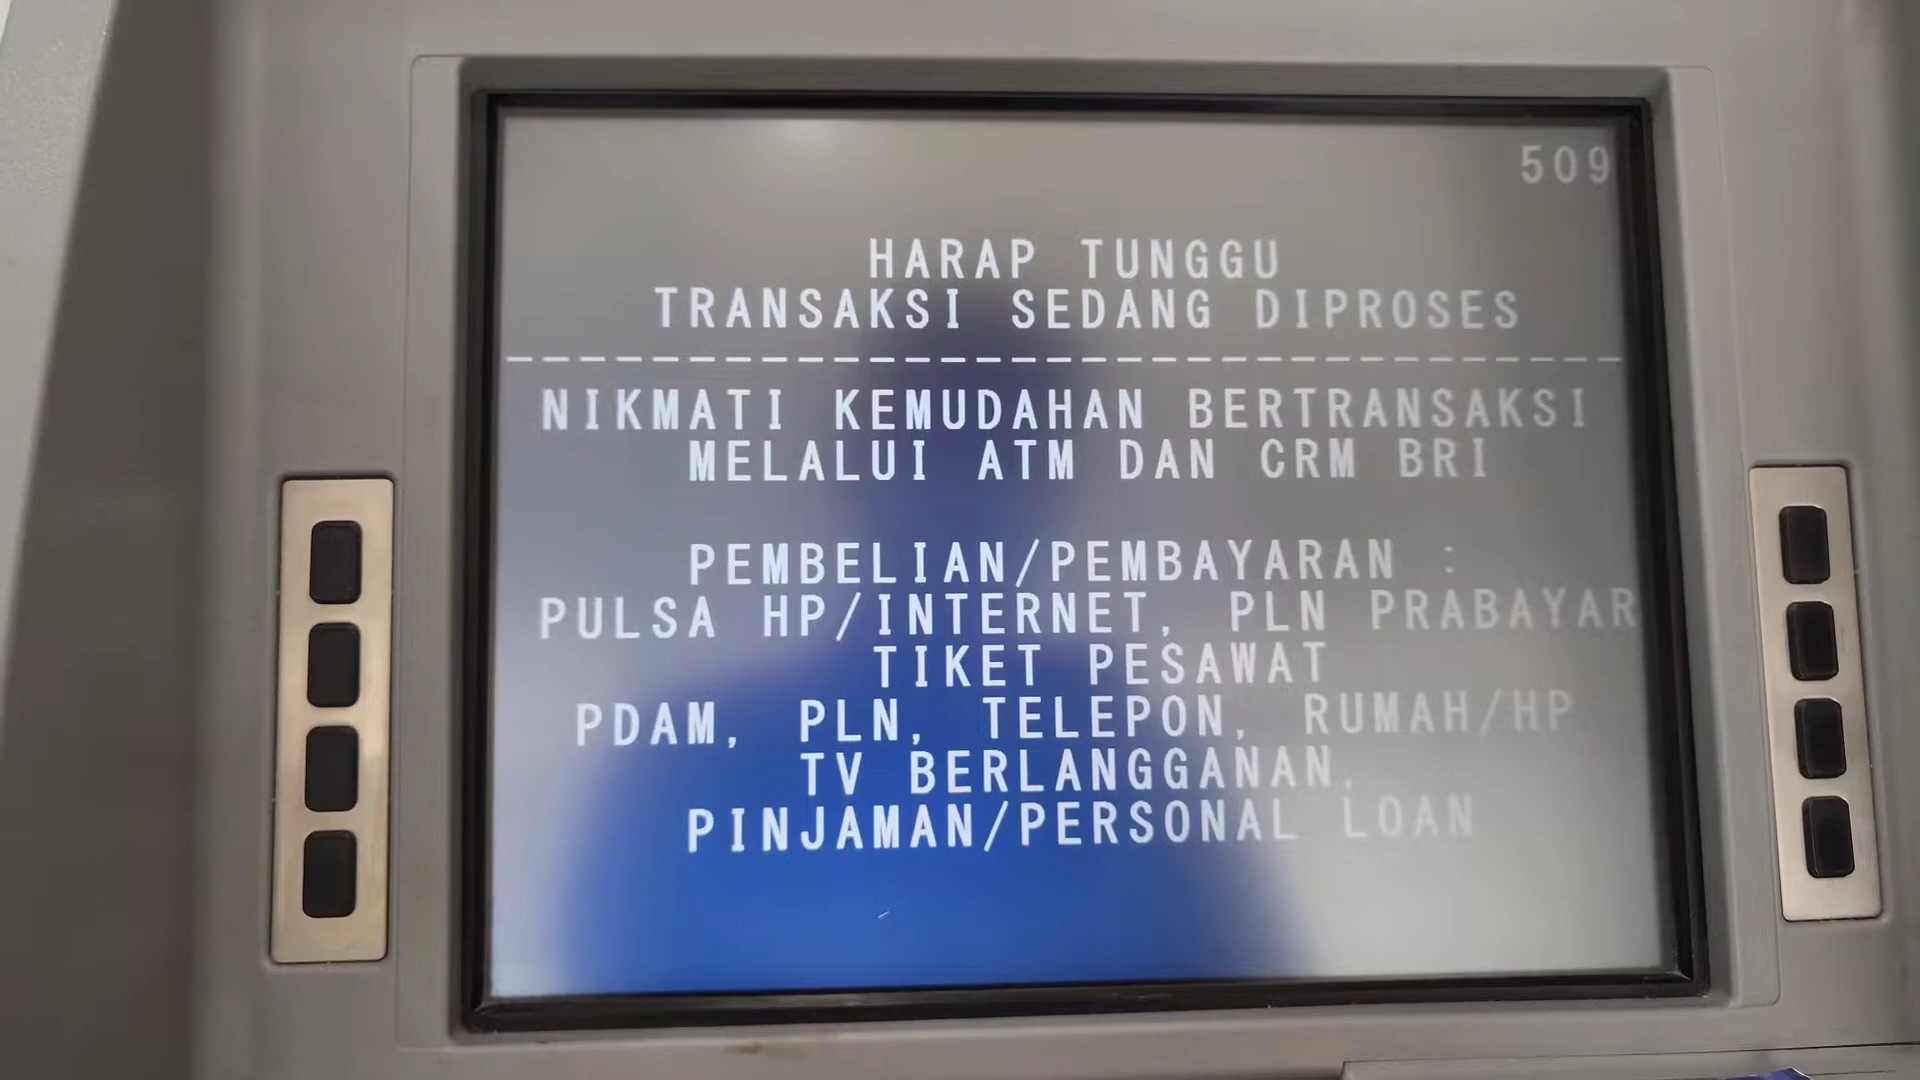 509
HARAP TUNGGU
TRANSAKSI SEDANG DIPROSES
--------------------------------
NIKMATI KEMUDAHAN BERTRANSAKSI
MELALUI ATM DAN CRM BRI
PEMBELIAN/PEMBAYARAN :
PULSA HP/INTERNET, PLN PRABAYAR
TIKET PESAWAT
PDAM, PLN, TELEPON, RUMAH/HP
TV BERLANGGANAN,
PINJAMAN/PERSONAL LOAN